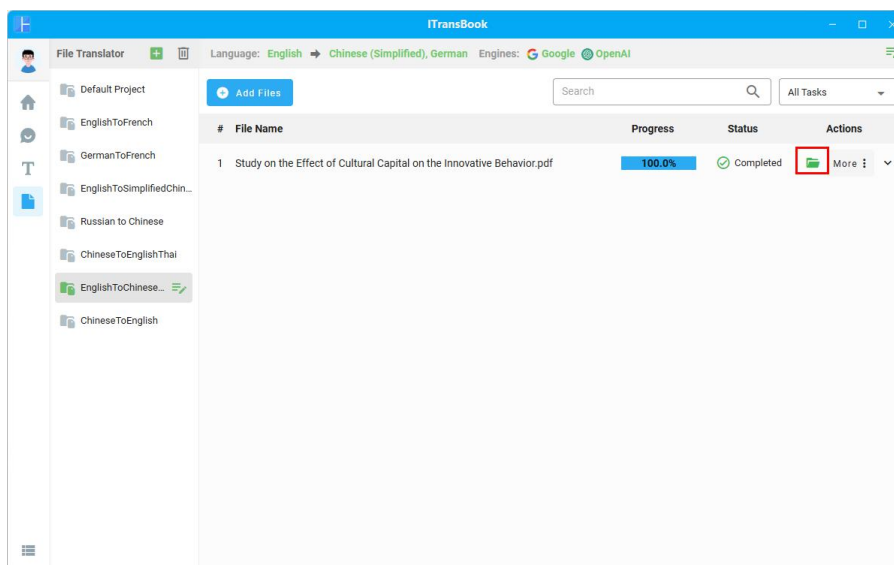 ITransBook
File Translator
Language: English ➡ Chinese (Simplified), German Engines: Google OpenAI
Default Project
EnglishToFrench
GermanToFrench
EnglishToSimplifiedChin...
Russian to Chinese
ChineseToEnglishThai
EnglishToChinese...
ChineseToEnglish
Add Files
Search
All Tasks
# File Name Progress Status Actions
1 Study on the Effect of Cultural Capital on the Innovative Behavior.pdf 100.0% Completed More
T